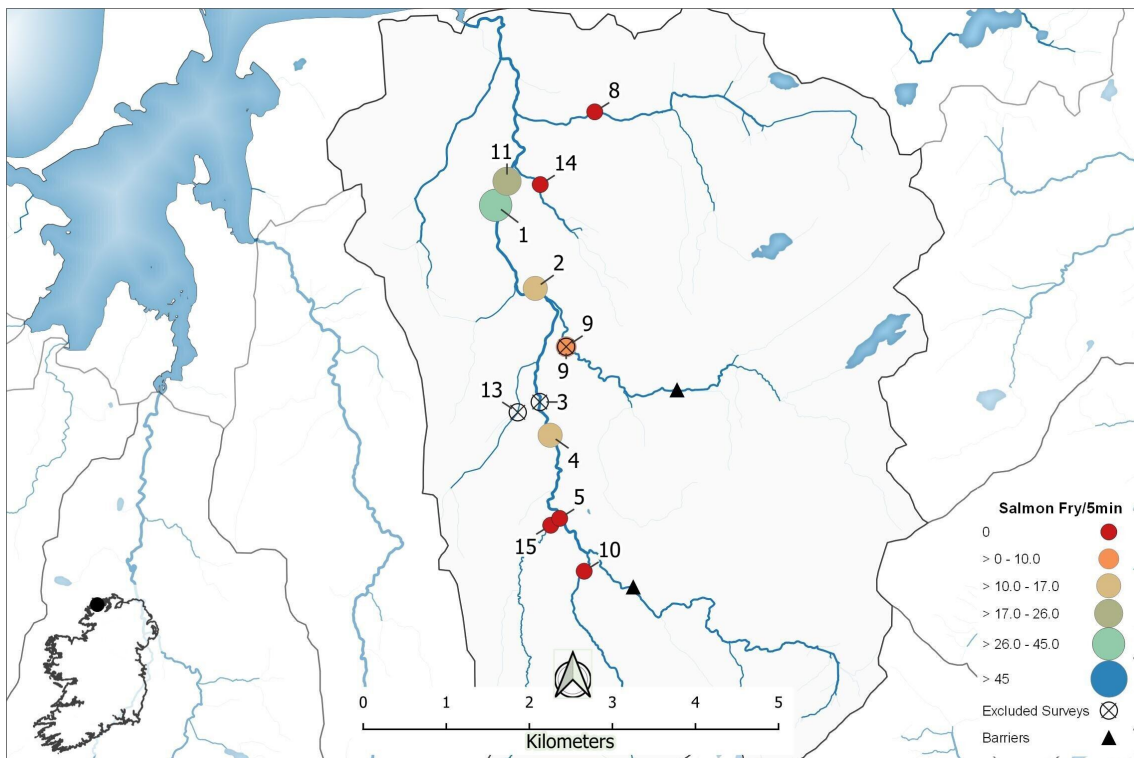 8
11
14
1
2
9
9
13
3
4
5
15
10
Salmon Fry/5min
0
> 0 - 10.0
> 10.0 - 17.0
> 17.0 - 26.0
> 26.0 - 45.0
> 45
Excluded Surveys
Barriers
0 1 2 3 4 5
Kilometers